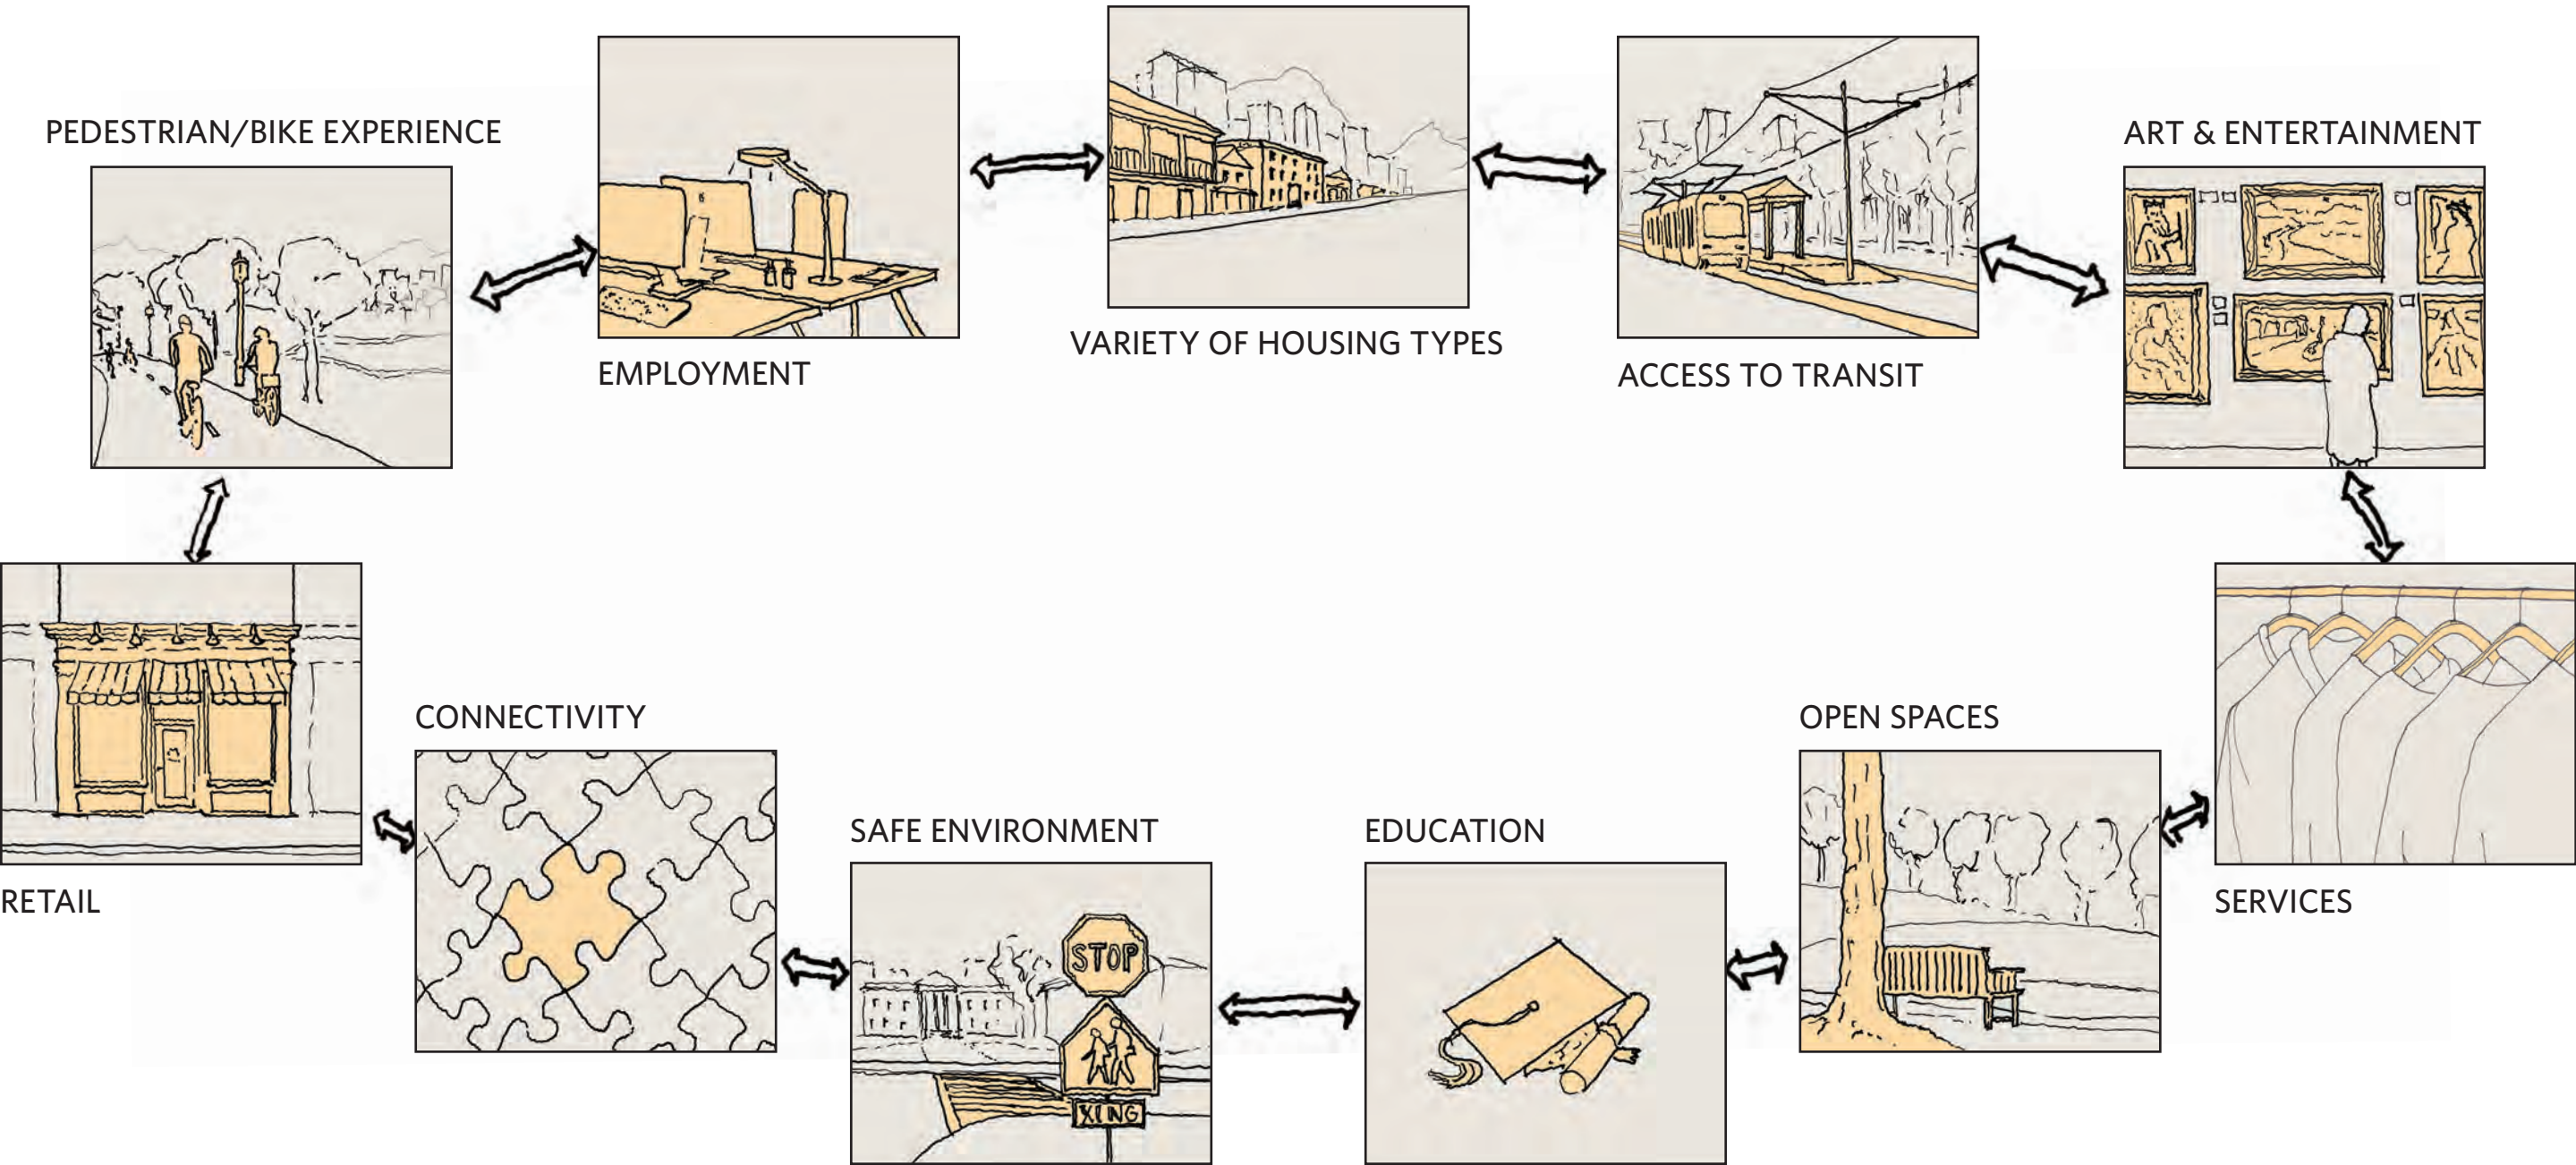 PEDESTRIAN/BIKE EXPERIENCE
EMPLOYMENT
VARIETY OF HOUSING TYPES
ACCESS TO TRANSIT
ART & ENTERTAINMENT
RETAIL
CONNECTIVITY
SAFE ENVIRONMENT
STOP
XING
EDUCATION
OPEN SPACES
SERVICES